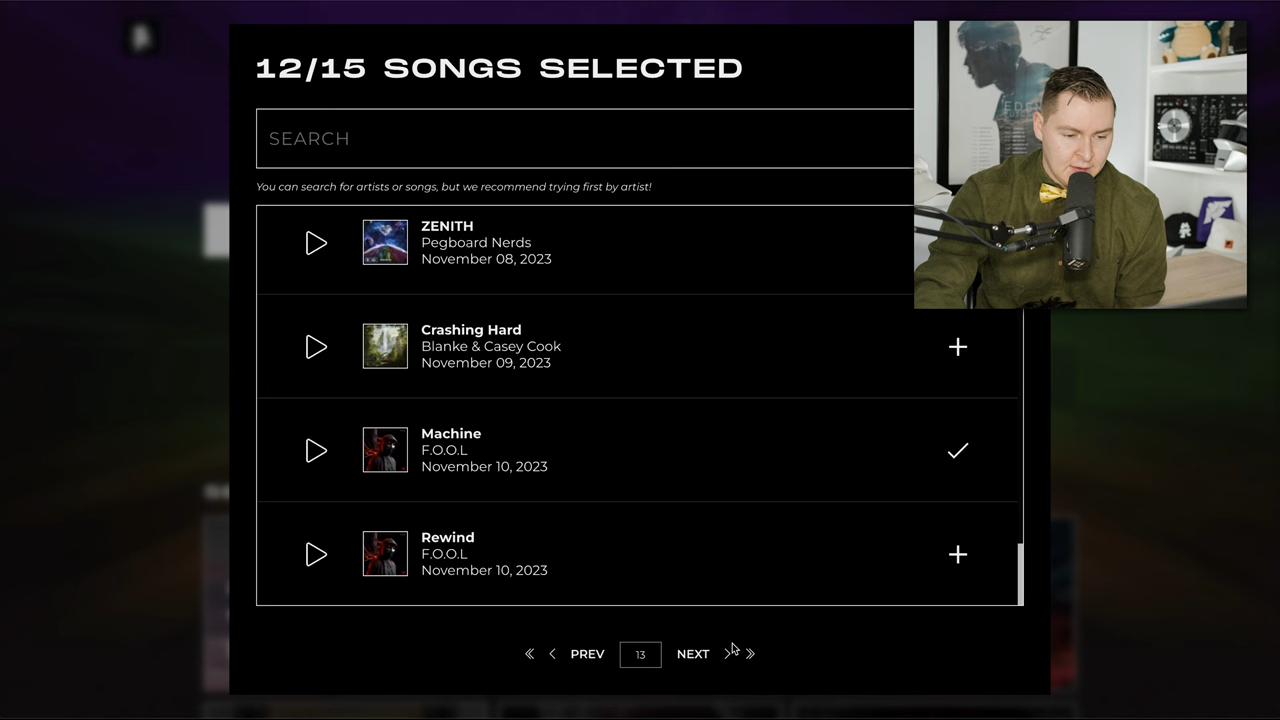 12/15 SONGS SELECTED
SEARCH
You can search for artists or songs, but we recommend trying first by artist!
ZENITH
Pegboard Nerds
November 08, 2023
Crashing Hard
Blanke & Casey Cook
November 09, 2023
Machine
F.O.O.L
November 10, 2023
Rewind
F.O.O.L
November 10, 2023
PREV
13
NEXT
EDEN